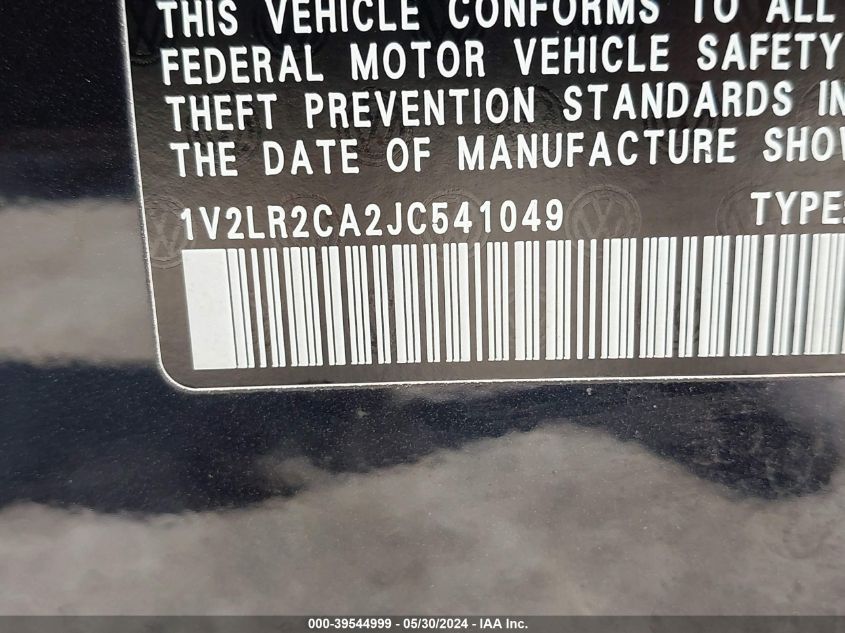 THIS VEHICLE CONFORMS TO ALL
FEDERAL MOTOR VEHICLE SAFETY
THEFT PREVENTION STANDARDS IN
THE DATE OF MANUFACTURE SHOW
1V2LR2CA2JC541049 TYPE:
000-39544999 - 05/30/2024 - IAA Inc.